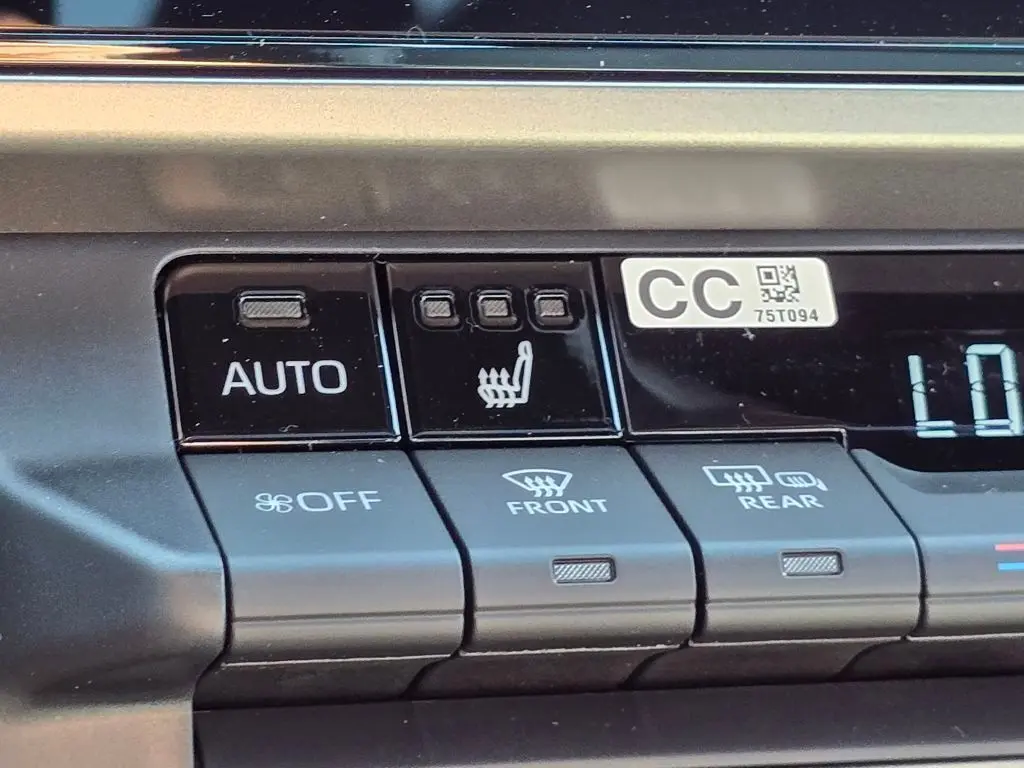 CC
75T094
AUTO
LO
OFF
FRONT
REAR